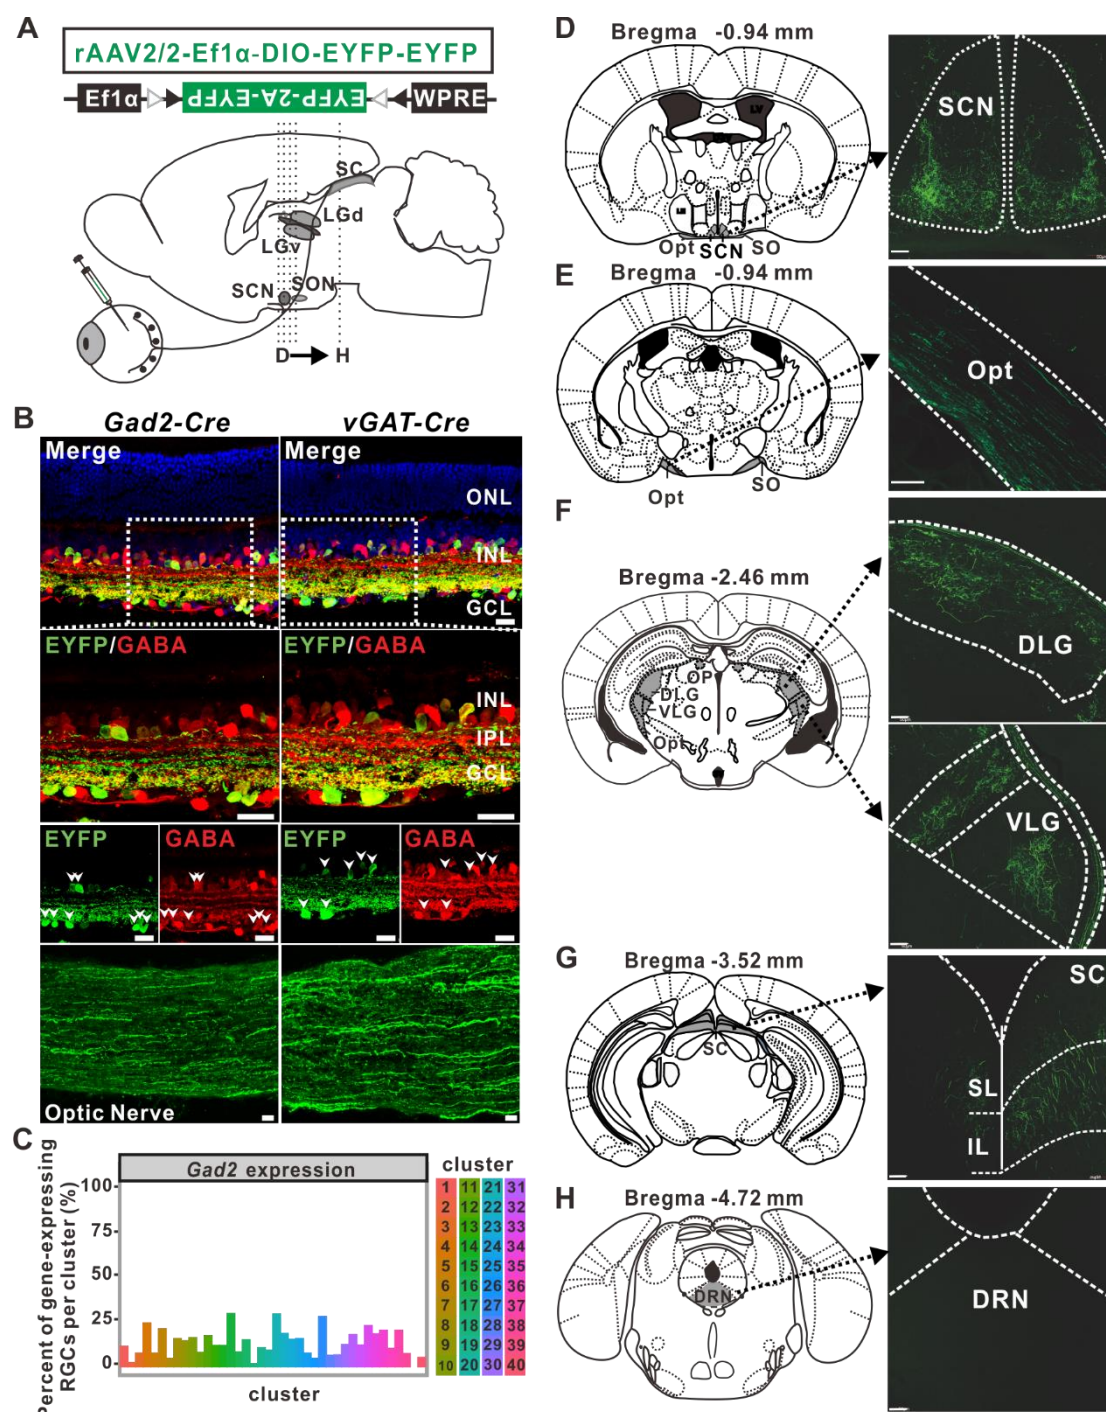 A
rAAV2/2-Ef1α-DIO-EYFP-EYFP
Ef1α
EYFP-2A-EYFP
WPRE
SC
LGd
LGv
SCN
SON
D
H
B
Gad2-Cre
vGAT-Cre
Merge
Merge
ONL
INL
GCL
EYFP/GABA
EYFP/GABA
INL
IPL
GCL
EYFP
GABA
EYFP
GABA
Optic Nerve
C
Gad2 expression
Percent of gene-expressing
RGCs per cluster (%)
100
75
50
25
0
cluster
cluster
1 11 21 31
2 12 22 32
3 13 23 33
4 14 24 34
5 15 25 35
6 16 26 36
7 17 27 37
8 18 28 38
9 19 29 39
10 20 30 40
D
Bregma -0.94 mm
LV
Opt
SCN
SO
SCN
E
Bregma -0.94 mm
Opt
SO
Opt
F
Bregma -2.46 mm
OP
DLG
VLG
Opt
DLG
VLG
G
Bregma -3.52 mm
SC
SC
SL
IL
H
Bregma -4.72 mm
DRN
DRN